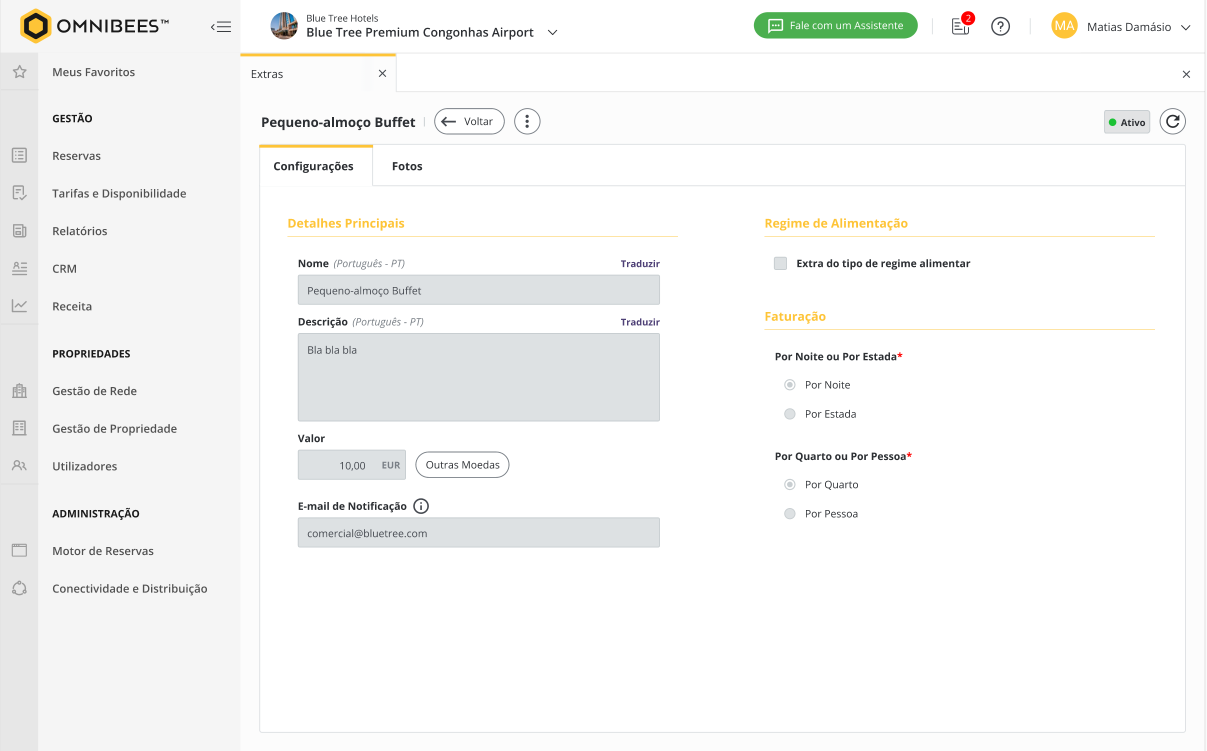 OMNIBEES™
Blue Tree Hotels
Blue Tree Premium Congonhas Airport
Fale com um Assistente
2
MA
Matias Damásio
Meus Favoritos
GESTÃO
Reservas
Tarifas e Disponibilidade
Relatórios
CRM
Receita
PROPRIEDADES
Gestão de Rede
Gestão de Propriedade
Utilizadores
ADMINISTRAÇÃO
Motor de Reservas
Conectividade e Distribuição
Extras
Pequeno-almoço Buffet
Voltar
Ativo
Configurações
Fotos
Detalhes Principais
Nome (Português - PT) Traduzir
Pequeno-almoço Buffet
Descrição (Português - PT) Traduzir
Bla bla bla
Valor
10,00 EUR
Outras Moedas
E-mail de Notificação
comercial@bluetree.com
Regime de Alimentação
Extra do tipo de regime alimentar
Faturação
Por Noite ou Por Estada*
Por Noite
Por Estada
Por Quarto ou Por Pessoa*
Por Quarto
Por Pessoa